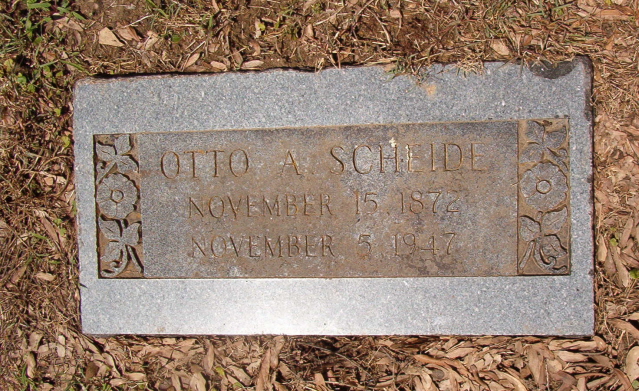 OTTO A. SCHEIDE
NOVEMBER 15, 1872
NOVEMBER 5, 1947